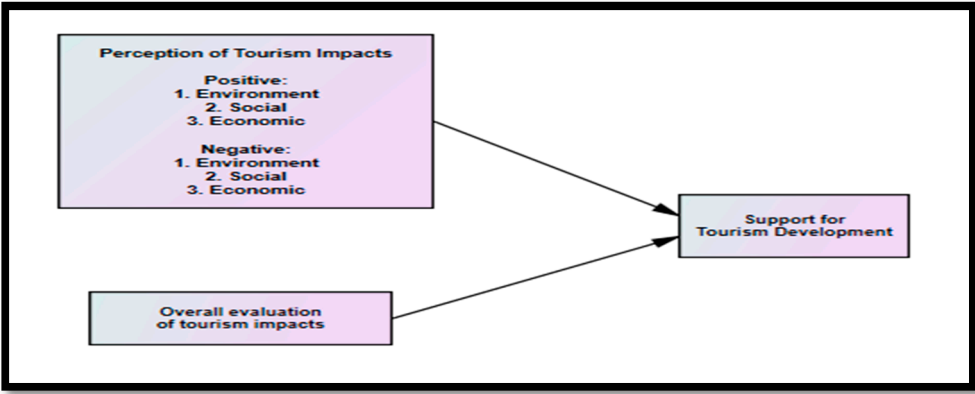 Perception of Tourism Impacts
Positive:
1. Environment
2. Social
3. Economic
Negative:
1. Environment
2. Social
3. Economic
Support for
Tourism Development
Overall evaluation
of tourism impacts